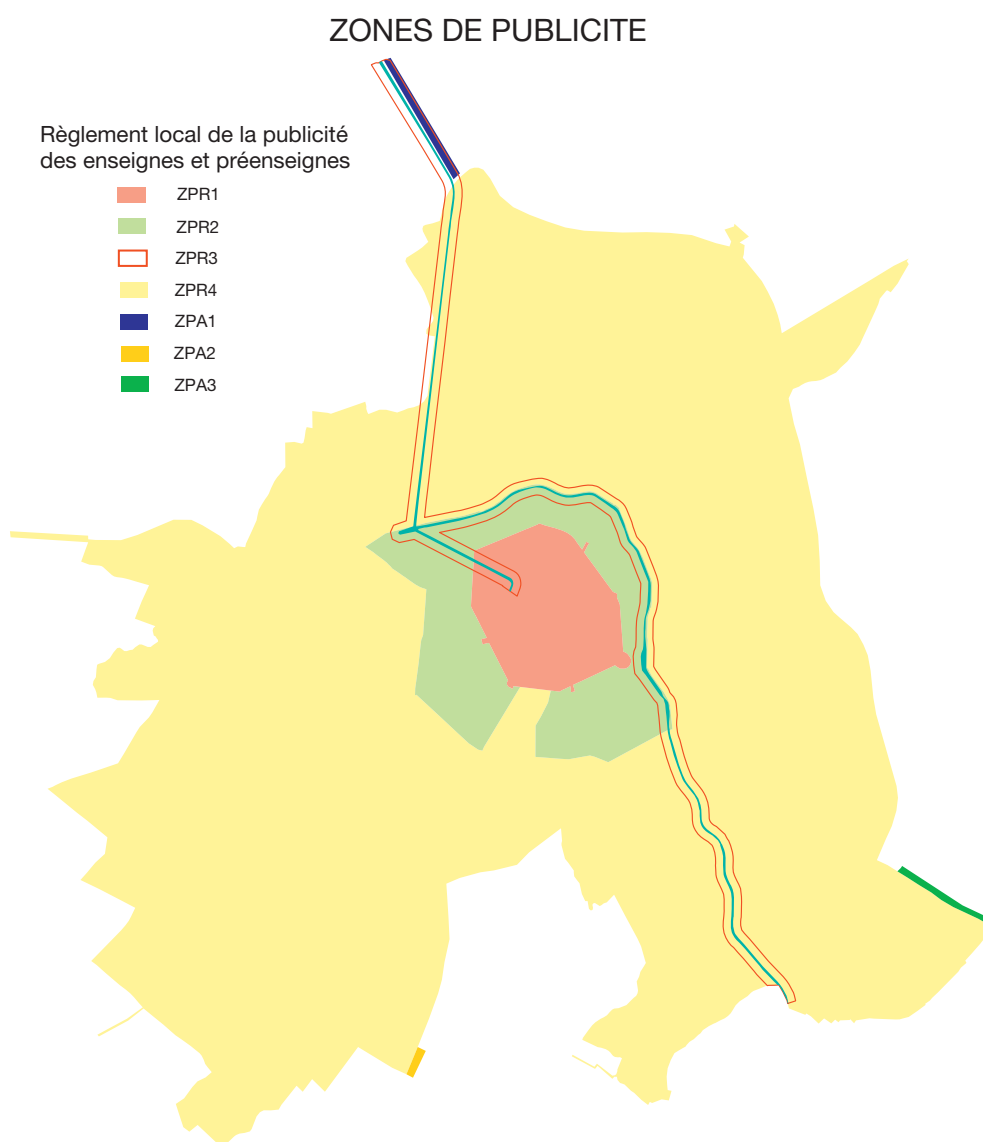 ZONES DE PUBLICITE
Règlement local de la publicité
des enseignes et préenseignes
ZPR1
ZPR2
ZPR3
ZPR4
ZPA1
ZPA2
ZPA3